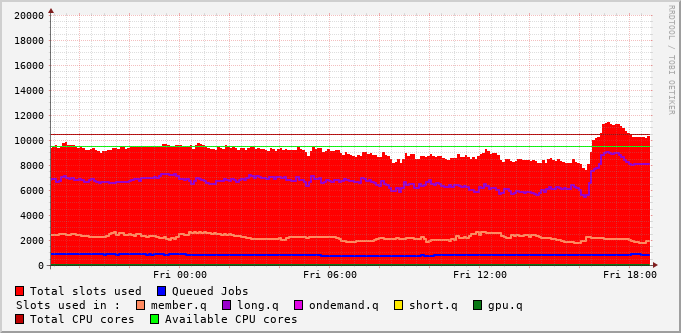 20000
18000
16000
14000
12000
10000
8000
6000
4000
2000
0
Fri 00:00 Fri 06:00 Fri 12:00 Fri 18:00
Total slots used Queued Jobs
Slots used in : member.q long.q ondemand.q short.q gpu.q
Total CPU cores Available CPU cores
RRDTOOL / TOBI OETIKER